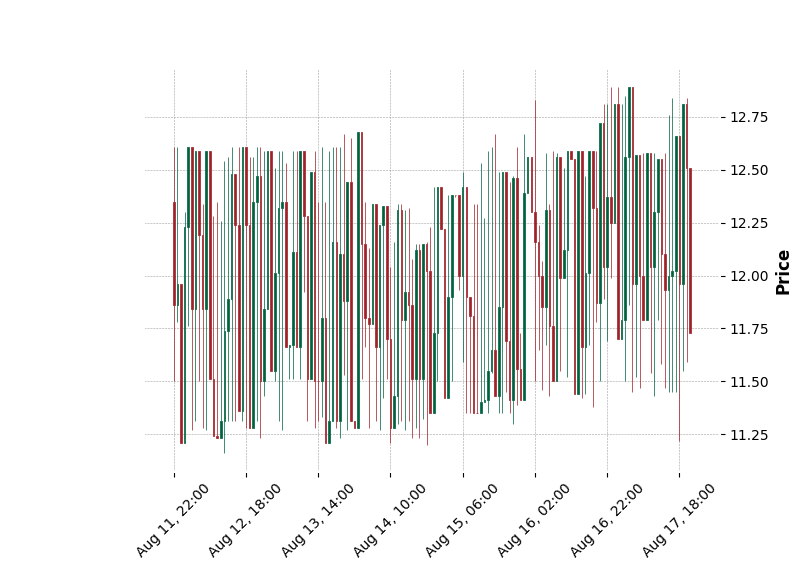 12.75
12.50
12.25
12.00
11.75
11.50
11.25
Price
Aug 11, 22:00
Aug 12, 18:00
Aug 13, 14:00
Aug 14, 10:00
Aug 15, 06:00
Aug 16, 02:00
Aug 16, 22:00
Aug 17, 18:00